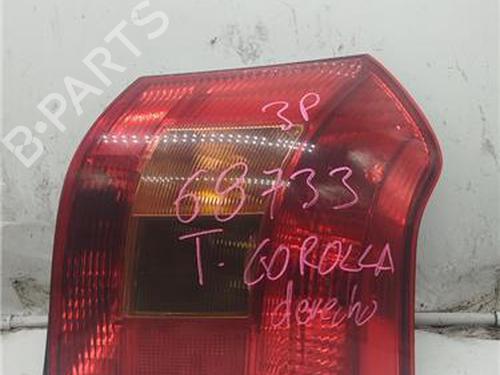 B-PARTS
3P
68733
T. COROLLA
derecho